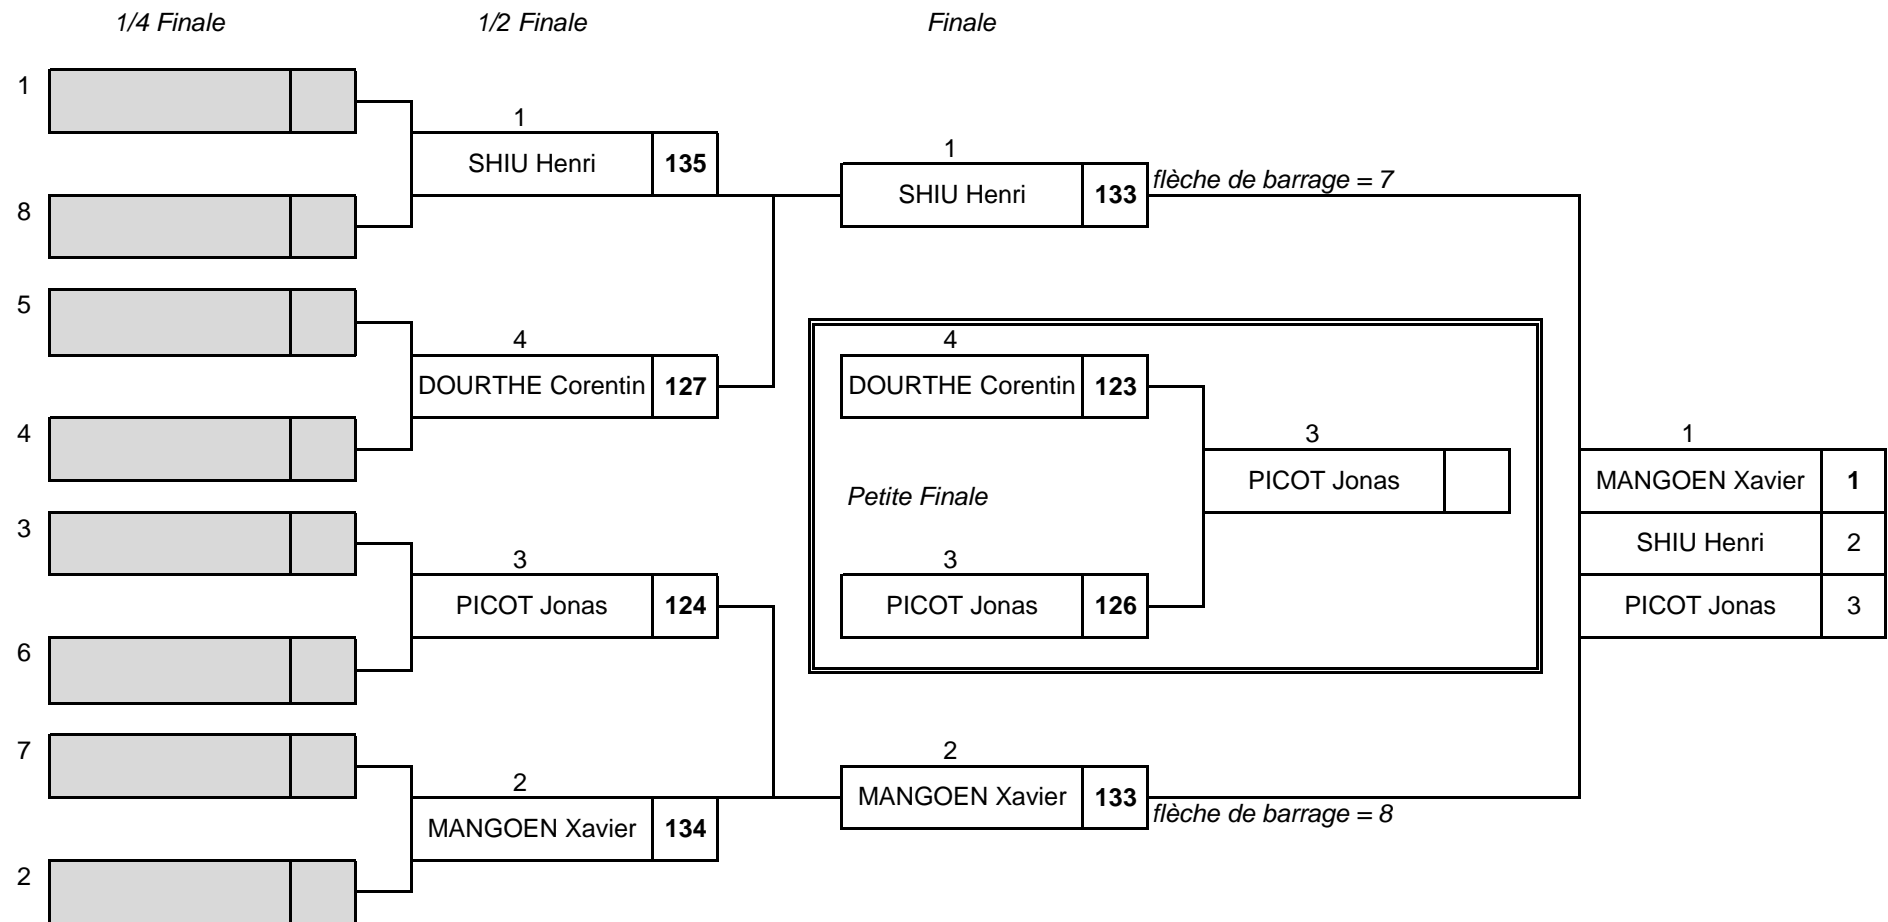 1/4 Finale 1/2 Finale Finale
1
1
SHIU Henri 135
1
SHIU Henri 133 flèche de barrage = 7
8
5
4
DOURTHE Corentin 127
4
DOURTHE Corentin 123
4
3
PICOT Jonas
1
MANGOEN Xavier 1
Petite Finale
3
SHIU Henri 2
3
PICOT Jonas 124
3
PICOT Jonas 126
PICOT Jonas 3
6
7
2
MANGOEN Xavier 134
2
MANGOEN Xavier 133 flèche de barrage = 8
2